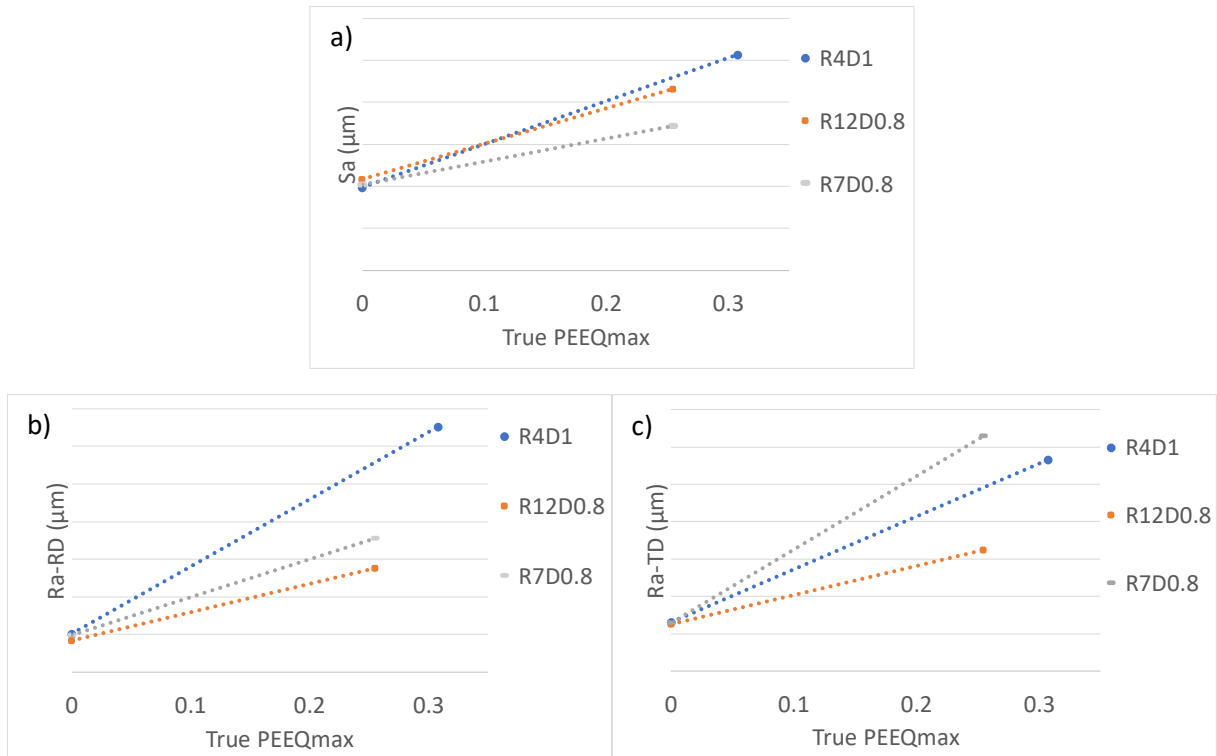 a)
Sa (µm)
R4D1
R12D0.8
R7D0.8
0 0.1 0.2 0.3
True PEEQmax
b)
Ra-RD (µm)
R4D1
R12D0.8
R7D0.8
0 0.1 0.2 0.3
True PEEQmax
c)
Ra-TD (µm)
R4D1
R12D0.8
R7D0.8
0 0.1 0.2 0.3
True PEEQmax